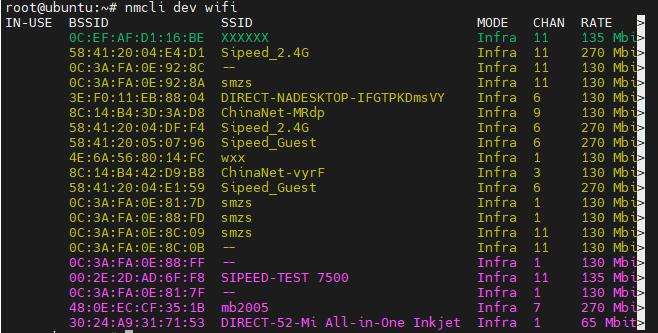 root@ubuntu:~# nmcli dev wifi
IN-USE BSSID SSID MODE CHAN RATE >
0C:EF:AF:D1:16:BE XXXXXX Infra 11 135 Mbi>
58:41:20:04:E4:D1 Sipeed_2.4G Infra 11 270 Mbi>
0C:3A:FA:0E:92:8C -- Infra 11 130 Mbi>
0C:3A:FA:0E:92:8A smzs Infra 11 130 Mbi>
3E:F0:11:EB:88:04 DIRECT-NADESKTOP-IFGTPKDmsVY Infra 6 130 Mbi>
8C:14:B4:3D:3A:D8 ChinaNet-MRdp Infra 9 130 Mbi>
58:41:20:04:DF:F4 Sipeed_2.4G Infra 6 270 Mbi>
58:41:20:05:07:96 Sipeed_Guest Infra 6 270 Mbi>
4E:6A:56:80:14:FC wxx Infra 1 130 Mbi>
8C:14:B4:42:D9:B8 ChinaNet-vyrF Infra 3 130 Mbi>
58:41:20:04:E1:59 Sipeed_Guest Infra 6 270 Mbi>
0C:3A:FA:0E:81:7D smzs Infra 1 130 Mbi>
0C:3A:FA:0E:88:FD smzs Infra 1 130 Mbi>
0C:3A:FA:0E:8C:09 smzs Infra 11 130 Mbi>
0C:3A:FA:0E:8C:0B -- Infra 11 130 Mbi>
0C:3A:FA:0E:88:FF -- Infra 1 130 Mbi>
00:2E:2D:AD:6F:F8 SIPEED-TEST 7500 Infra 11 135 Mbi>
0C:3A:FA:0E:81:7F -- Infra 1 130 Mbi>
48:0E:EC:CF:35:1B mb2005 Infra 7 270 Mbi>
30:24:A9:31:71:53 DIRECT-52-Mi All-in-One Inkjet Infra 1 65 Mbit>